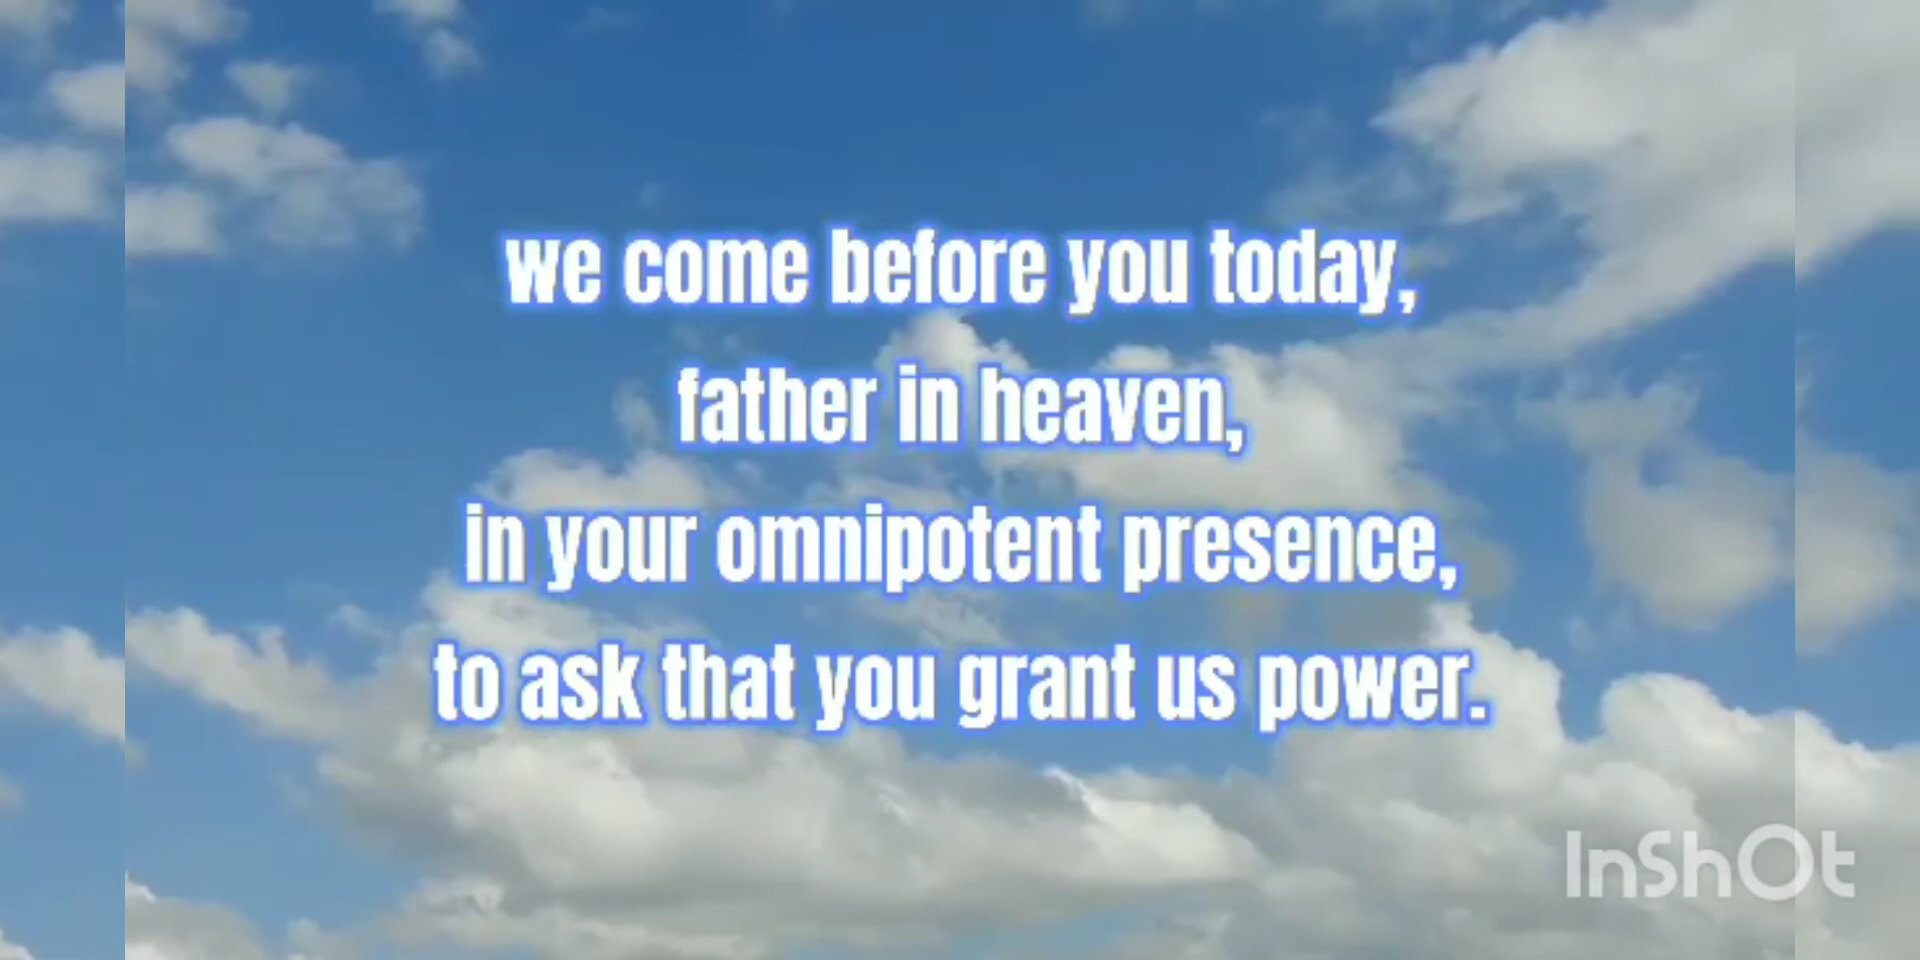 we come before you today,
father in heaven,
in your omnipotent presence,
to ask that you grant us power.
InShOt